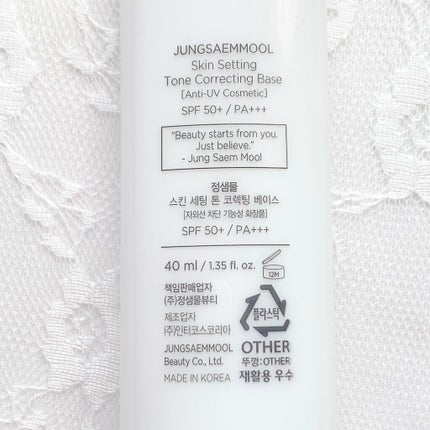 JUNGSAEMMOOL
Skin Setting
Tone Correcting Base
[Anti-UV Cosmetic]
SPF 50+ / PA+++
"Beauty starts from you.
Just believe."
- Jung Saem Mool
정샘물
스킨 세팅 톤 코렉팅 베이스
[자외선 차단 기능성 화장품]
SPF 50+ / PA+++
40 ml / 1.35 fl. oz.
12M
책임판매업자
(주)정샘물뷰티
제조업자
(주)인터코스코리아
JUNGSAEMMOOL
Beauty Co., Ltd.
MADE IN KOREA
플라스틱
OTHER
뚜껑:OTHER
재활용 우수